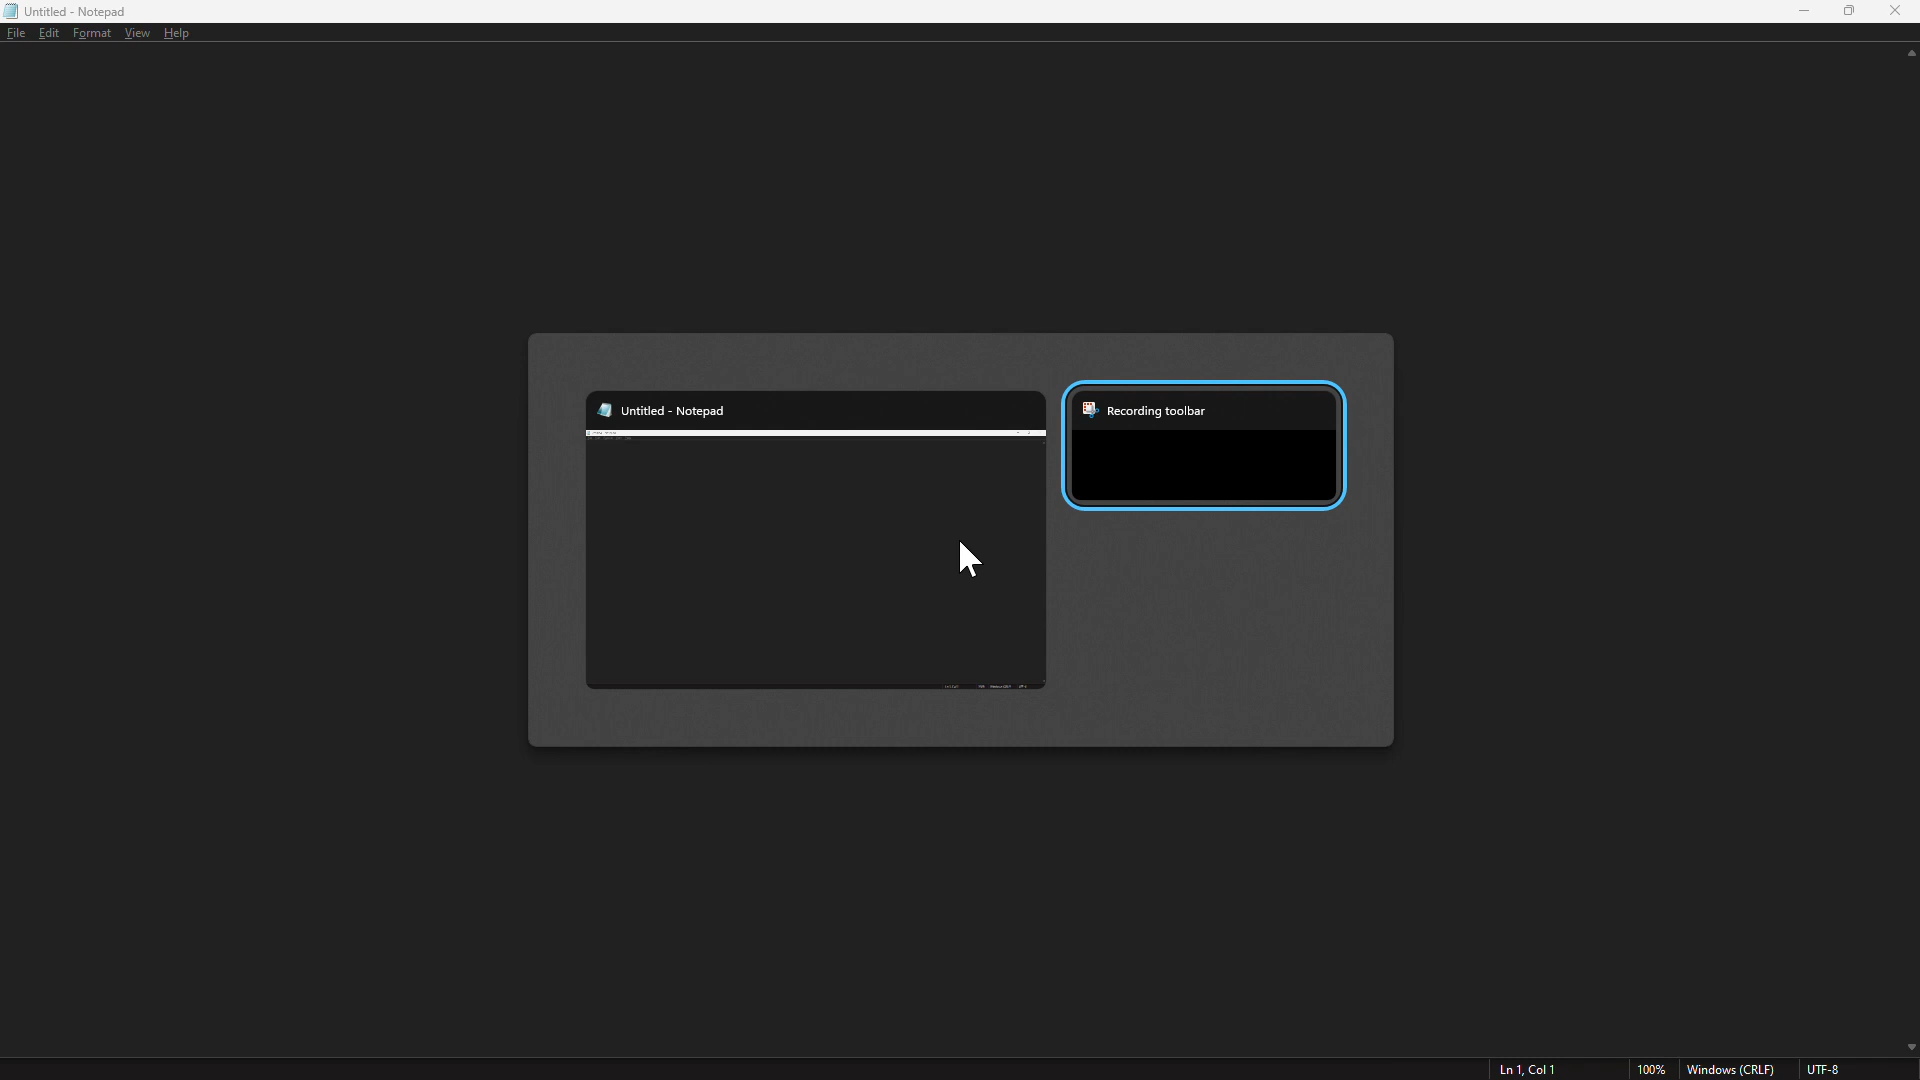 Untitled - Notepad
File Edit Format View Help
Untitled - Notepad
Recording toolbar
Ln 1, Col 1 100% Windows (CRLF) UTF-8